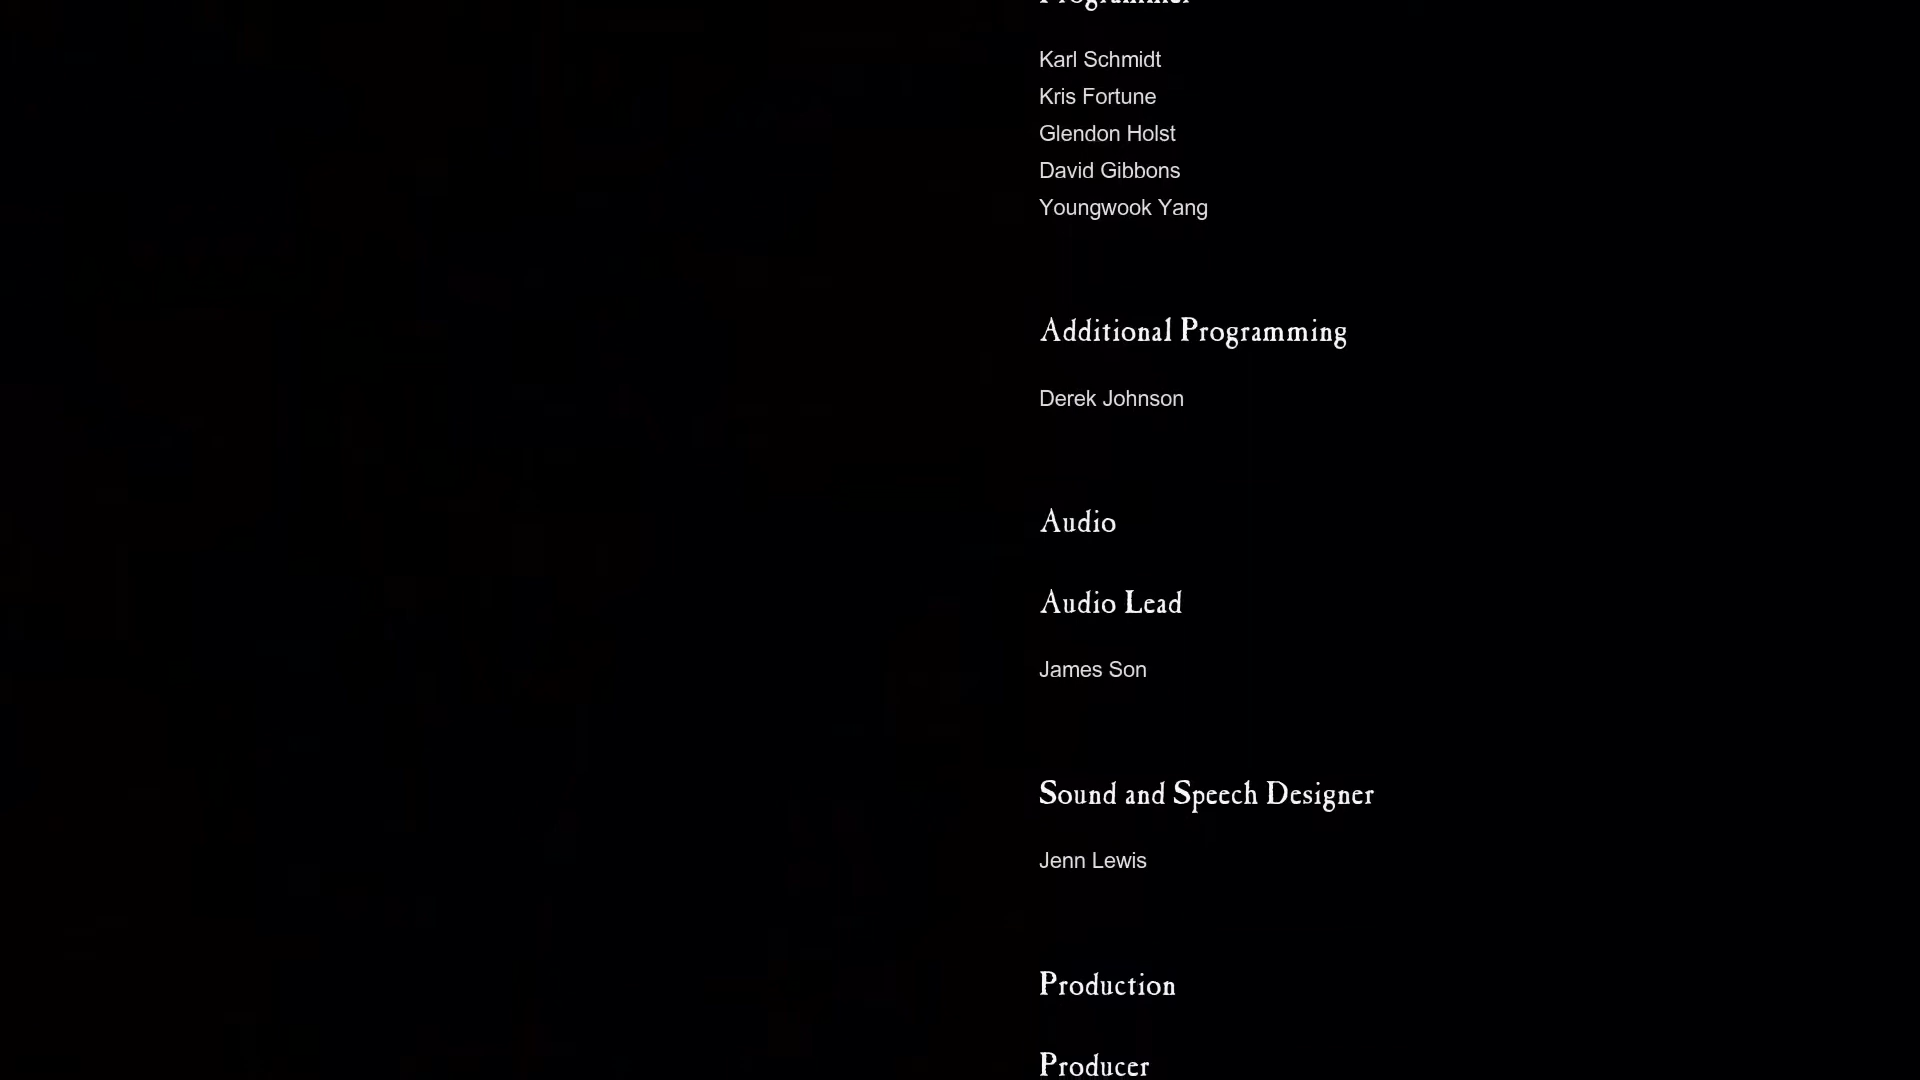 Programmer
Karl Schmidt
Kris Fortune
Glendon Holst
David Gibbons
Youngwook Yang
Additional Programming
Derek Johnson
Audio
Audio Lead
James Son
Sound and Speech Designer
Jenn Lewis
Production
Producer